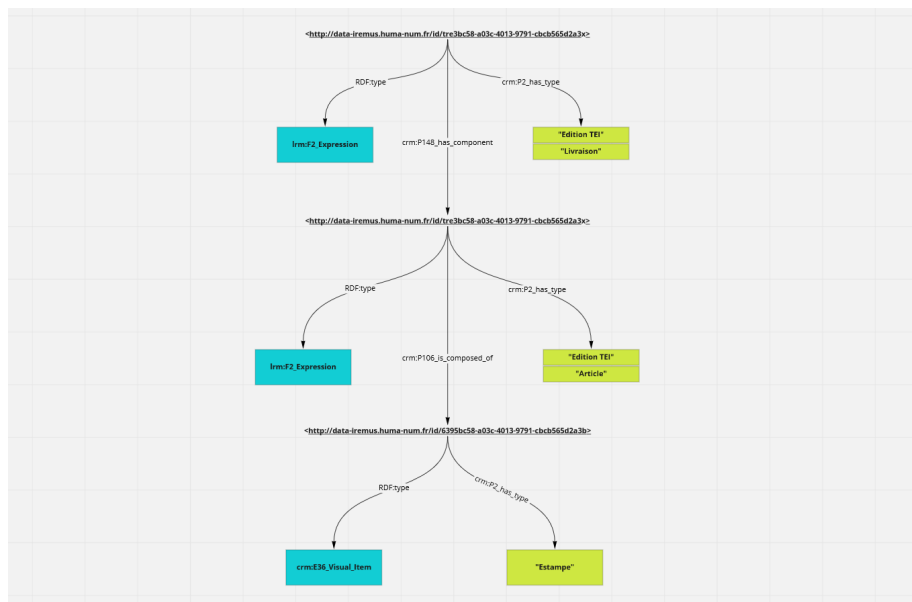 <http://data-iremus.huma-num.fr/id/tre3bc58-a03c-4013-9791-cbcb565d2a3x>
RDF:type
crm:P2_has_type
lrm:F2_Expression
"Edition TEI"
"Livraison"
crm:P148_has_component
<http://data-iremus.huma-num.fr/id/tre3bc58-a03c-4013-9791-cbcb565d2a3x>
RDF:type
crm:P2_has_type
lrm:F2_Expression
"Edition TEI"
"Article"
crm:P106_is_composed_of
<http://data-iremus.huma-num.fr/id/6395bc58-a03c-4013-9791-cbcb565d2a3b>
RDF:type
crm:P2_has_type
crm:E36_Visual_Item
"Estampe"